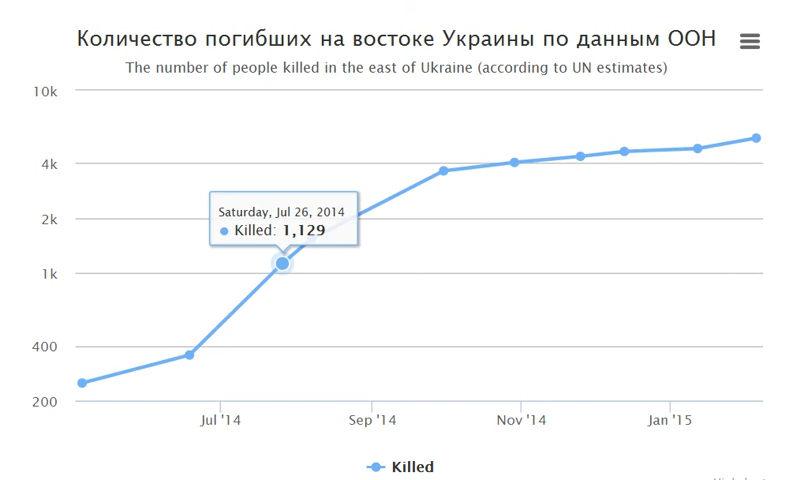 Количество погибших на востоке Украины по данным ООН
The number of people killed in the east of Ukraine (according to UN estimates)
10k
4k
2k
1k
400
200
Saturday, Jul 26, 2014
Killed: 1,129
Jul '14
Sep '14
Nov '14
Jan '15
Killed